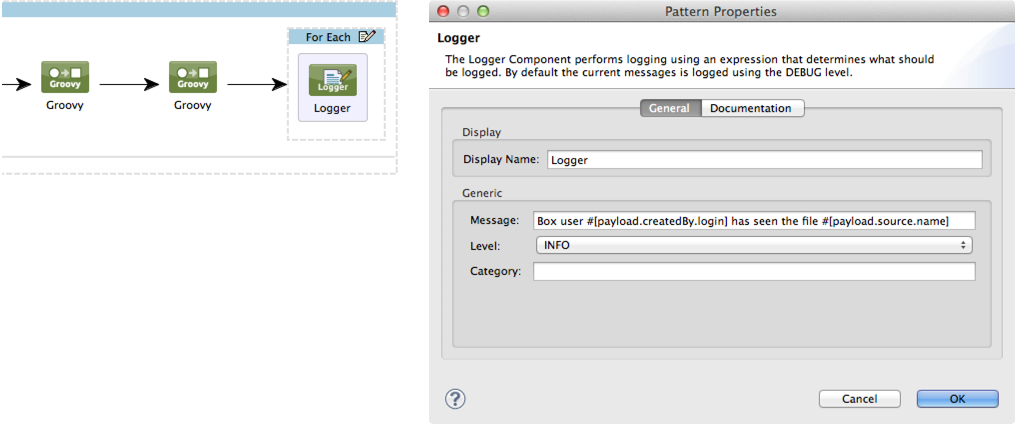 For Each
Groovy
Groovy
Logger
Groovy
Groovy
Logger
Pattern Properties
Logger
The Logger Component performs logging using an expression that determines what should
be logged. By default the current messages is logged using the DEBUG level.
General
Documentation
Display
Display Name: Logger
Generic
Message: Box user #[payload.createdBy.login] has seen the file #[payload.source.name]
Level: INFO
Category:
?
Cancel
OK